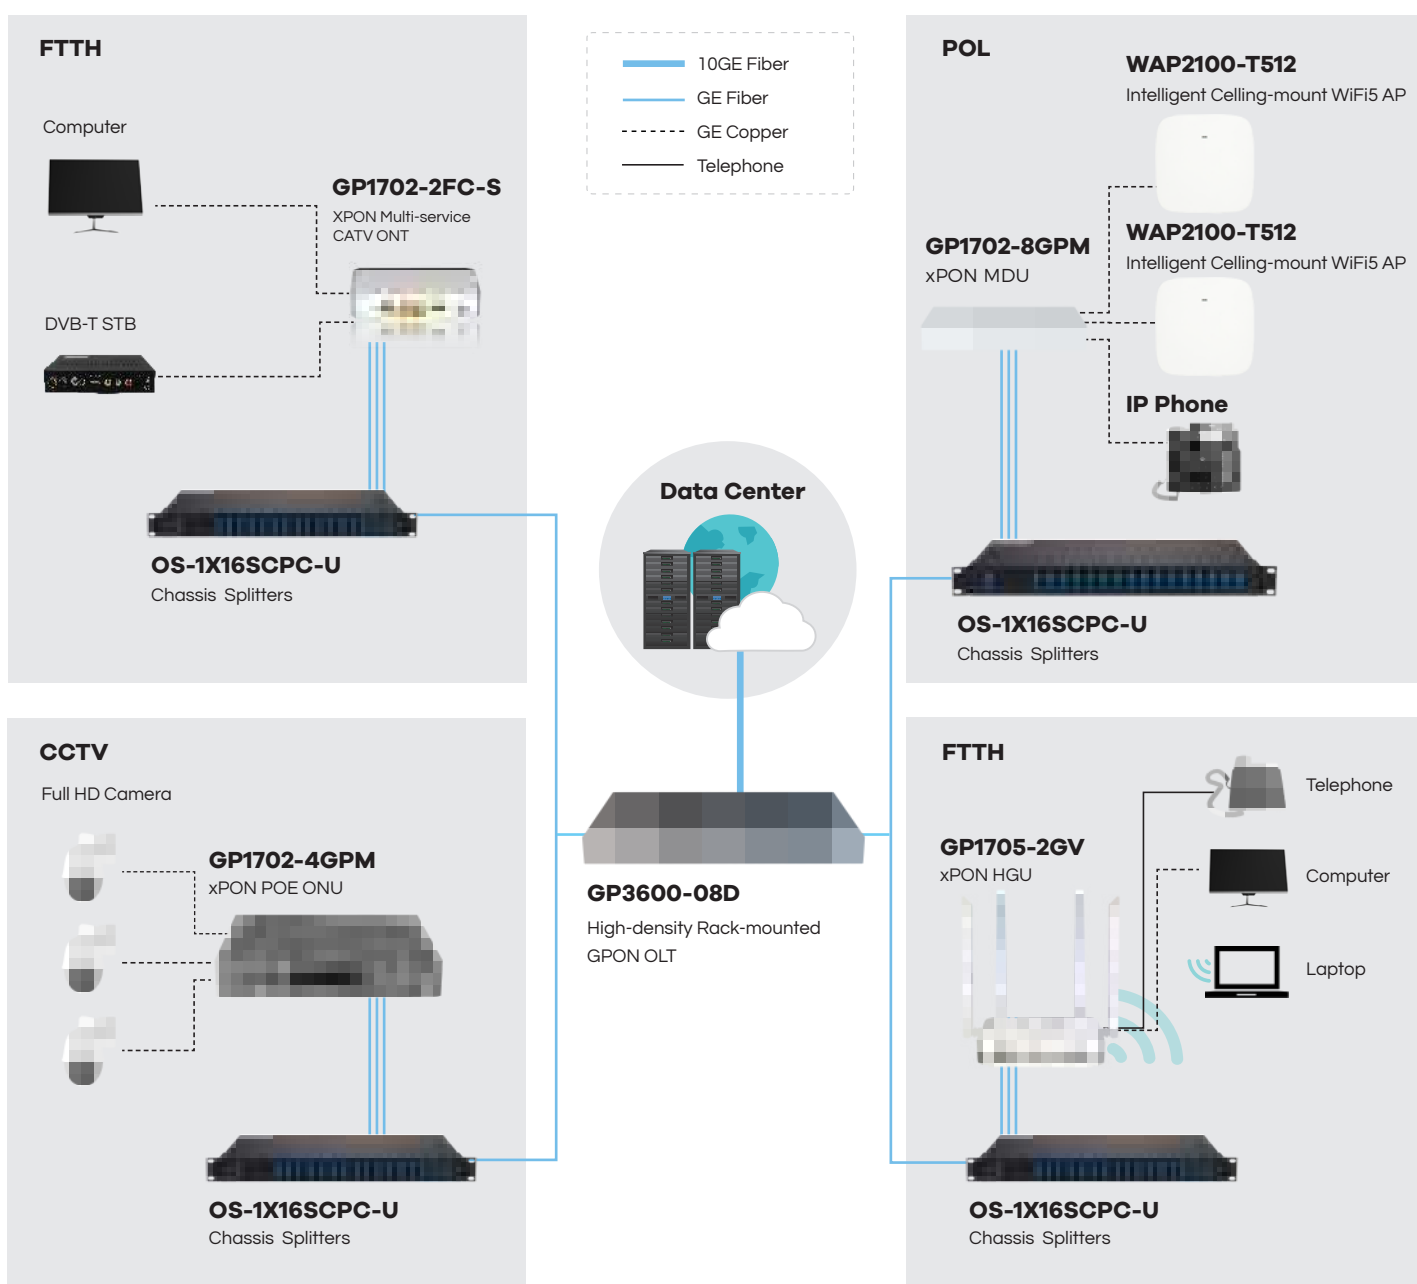 FTTH
Computer
GP1702-2FC-S
XPON Multi-service
CATV ONT
DVB-T STB
OS-1X16SCPC-U
Chassis Splitters
10GE Fiber
GE Fiber
GE Copper
Telephone
POL
WAP2100-T512
Intelligent Celling-mount WiFi5 AP
WAP2100-T512
Intelligent Celling-mount WiFi5 AP
GP1702-8GPM
xPON MDU
IP Phone
OS-1X16SCPC-U
Chassis Splitters
Data Center
GP3600-08D
High-density Rack-mounted
GPON OLT
CCTV
Full HD Camera
GP1702-4GPM
xPON POE ONU
OS-1X16SCPC-U
Chassis Splitters
FTTH
Telephone
GP1705-2GV
xPON HGU
Computer
Laptop
OS-1X16SCPC-U
Chassis Splitters